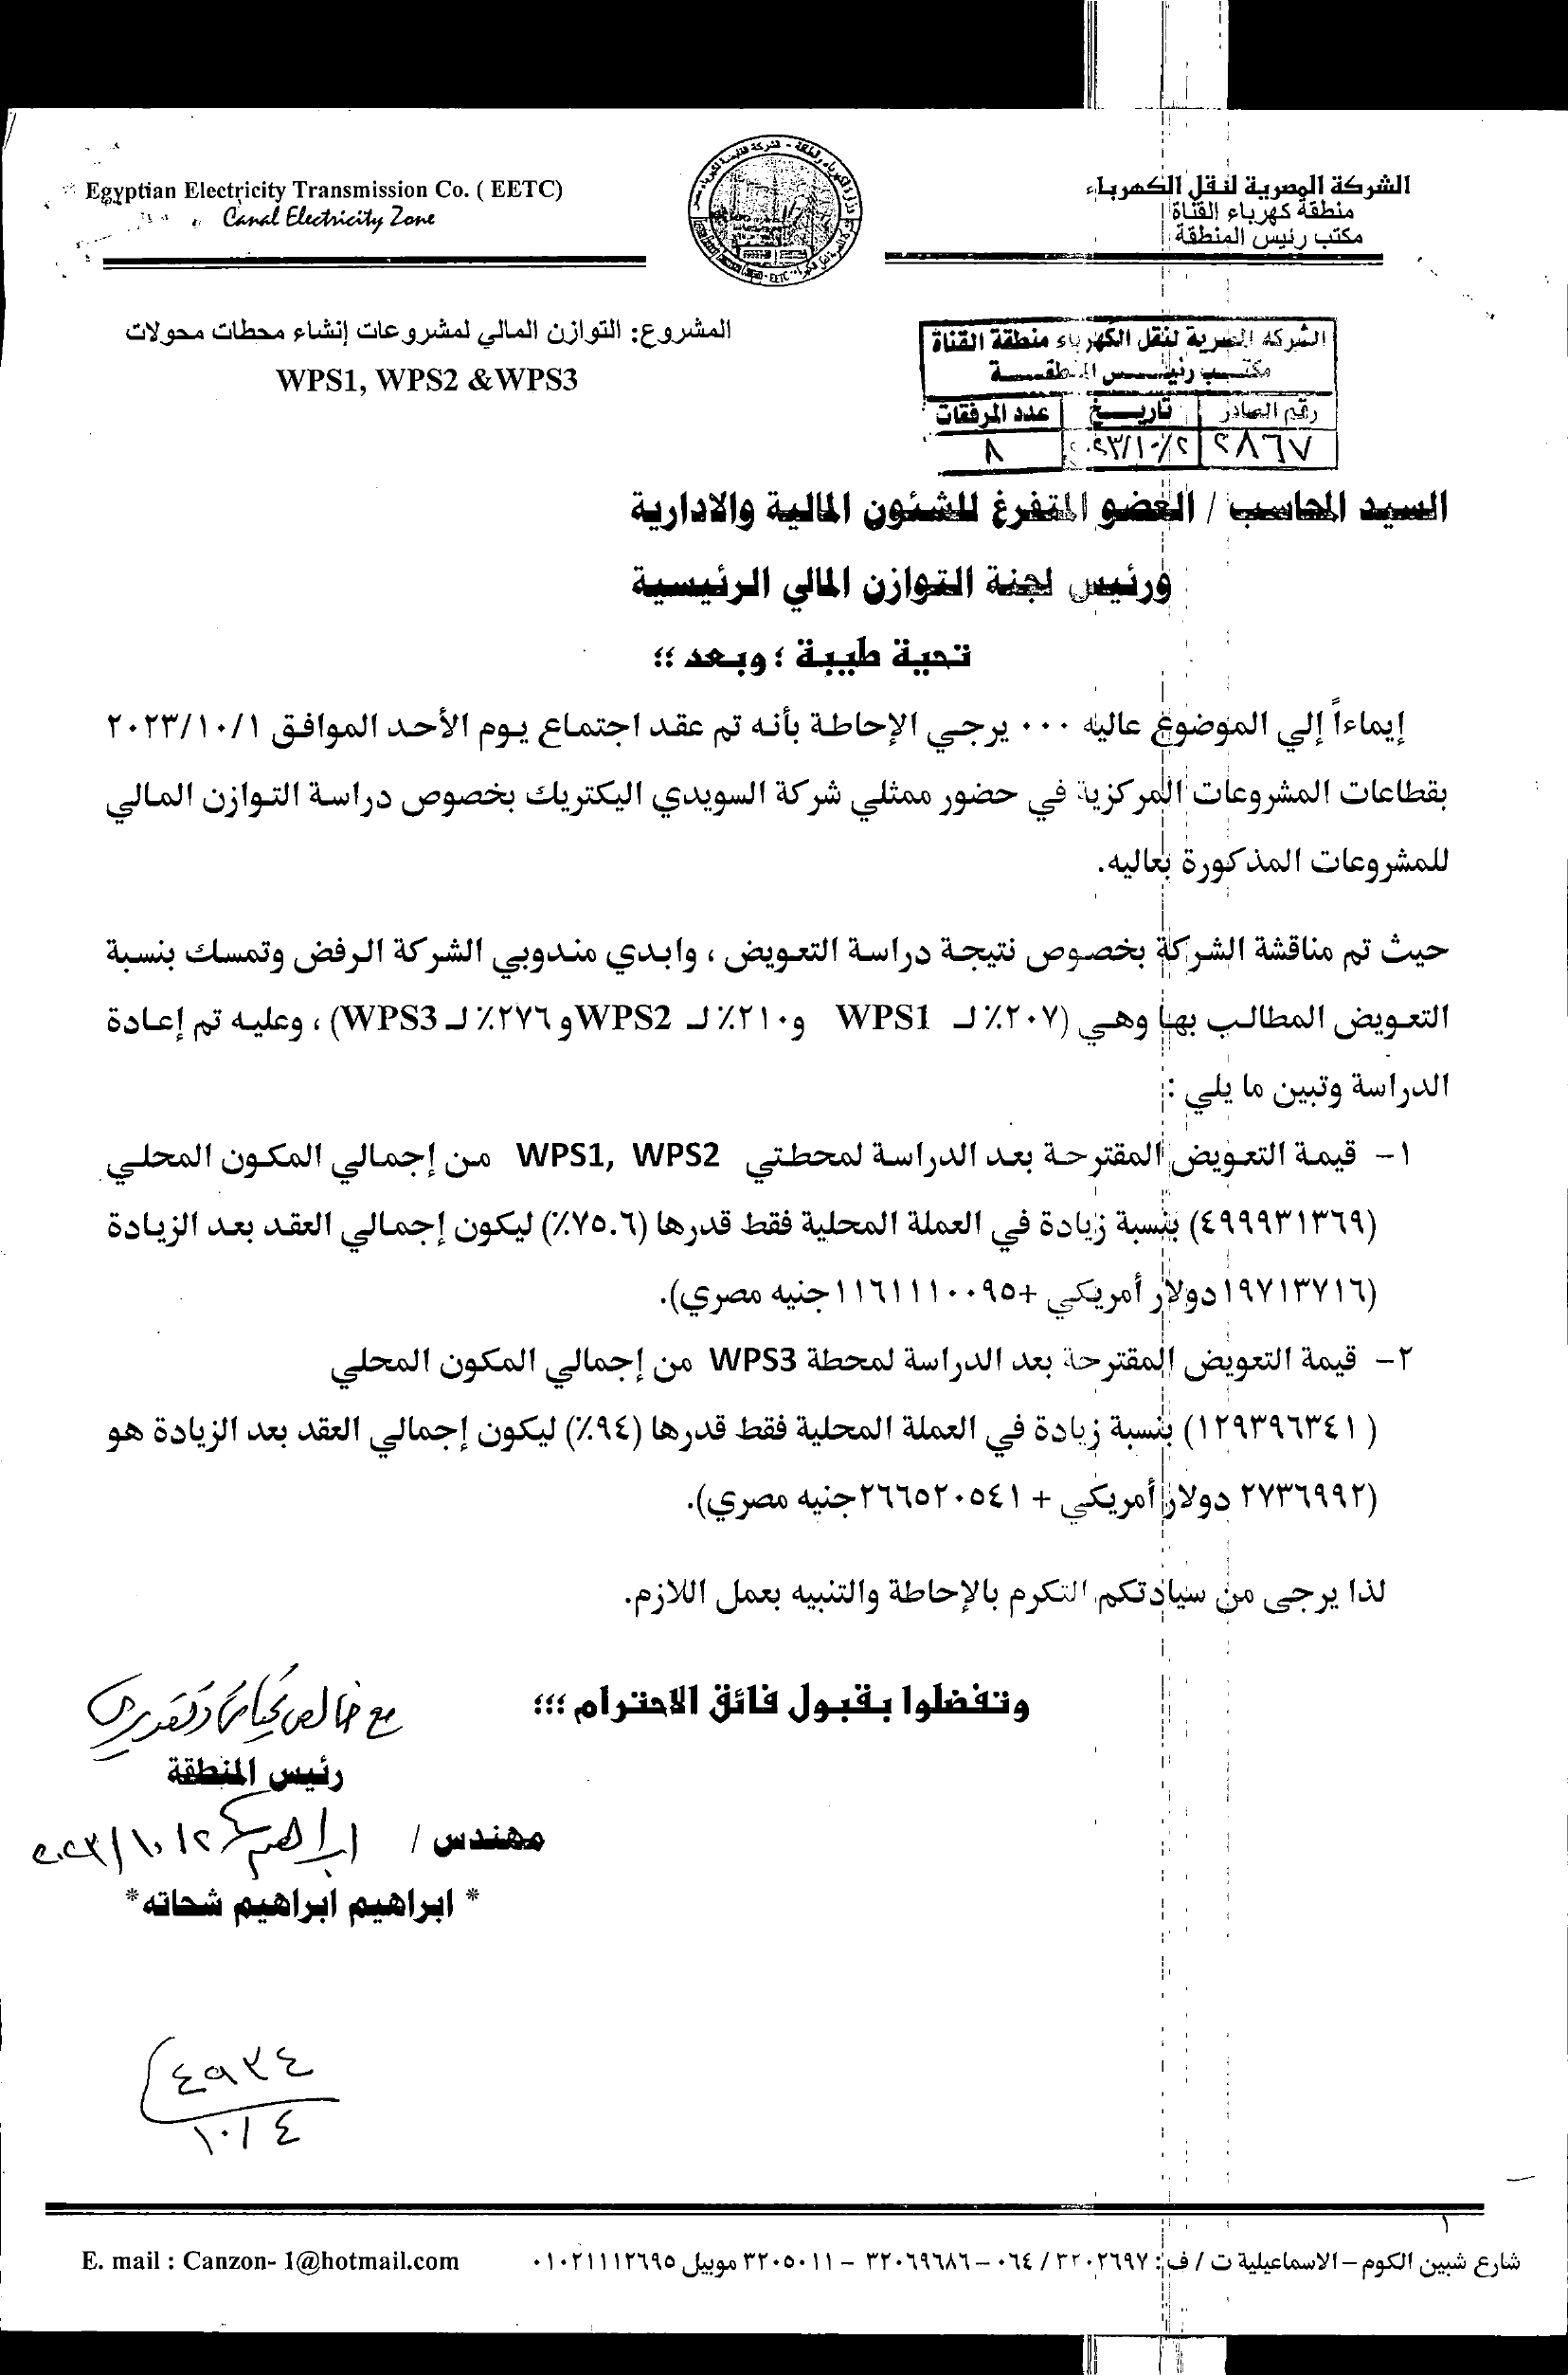 Egyptian Electricity Transmission Co. ( EETC)
Canal Electricity Zone
الشركة المصرية لنقل الكهرباء
منطقة كهرباء القناة
مكتب رئيس المنطقة
المشروع: التوازن المالي لمشروعات إنشاء محطات محولات
WPS1, WPS2 &WPS3
الشركة المصرية لنقل الكهرباء منطقة القناة
مكتب رئيس المنطقة
رقم الصادر تاريخ عدد المرفقات
٢٨٦٧ ٢٠٢٣/١٠/٢ ٨
السيد المحاسب / العضو المتفرغ للشئون المالية والادارية
ورئيس لجنة التوازن المالي الرئيسية
تحية طيبة ؛ وبعد ؛؛
إيماءاً إلي الموضوع عاليه ٠٠٠ يرجي الإحاطة بأنه تم عقد اجتماع يوم الأحد الموافق ٢٠٢٣/١٠/١
بقطاعات المشروعات المركزية في حضور ممثلي شركة السويدي اليكتريك بخصوص دراسة التوازن المالي
للمشروعات المذكورة بعاليه.
حيث تم مناقشة الشركة بخصوص نتيجة دراسة التعويض ، وابدي مندوبي الشركة الرفض وتمسك بنسبة
التعويض المطالب بها وهي (٢٠٧٪ لـ WPS1 و٢١٠٪ لـ WPS2 و٢٧٦٪ لـ WPS3) ، وعليه تم إعادة
الدراسة وتبين ما يلي :
١- قيمة التعويض المقترحة بعد الدراسة لمحطتي WPS1, WPS2 من إجمالي المكون المحلي
(٤٩٩٩٣١٣٦٩) بنسبة زيادة في العملة المحلية فقط قدرها (٧٥.٦٪) ليكون إجمالي العقد بعد الزيادة
(١٩٧١٣٧١٦ دولار أمريكي +١١٦١١١٠٠٩٥ جنيه مصري).
٢- قيمة التعويض المقترحة بعد الدراسة لمحطة WPS3 من إجمالي المكون المحلي
( ١٢٩٣٩٦٣٤١) بنسبة زيادة في العملة المحلية فقط قدرها (٩٤٪) ليكون إجمالي العقد بعد الزيادة هو
(٢٧٣٦٩٩٢ دولار أمريكي + ٢٦٦٥٢٠٥٤١ جنيه مصري).
لذا يرجى من سيادتكم التكرم بالإحاطة والتنبيه بعمل اللازم.
وتفضلوا بقبول فائق الاحترام ؛؛؛
مع خالص تحياتي وتقديري
رئيس المنطقة
مهندس / ابراهيم ٢٠٢٣/١٠/٢
* ابراهيم ابراهيم شحاته *
٤٩٣٤
١٠/٤
١
شارع شبين الكوم – الاسماعيلية ت / ف : ٣٢٠٢٦٩٧ / ٠٦٤ – ٣٢٠٦٩٦٨٦ – ٣٢٠٥٠١١ موبيل ٠١٠٢١١١٢٦٩٥
E. mail : Canzon- 1@hotmail.com